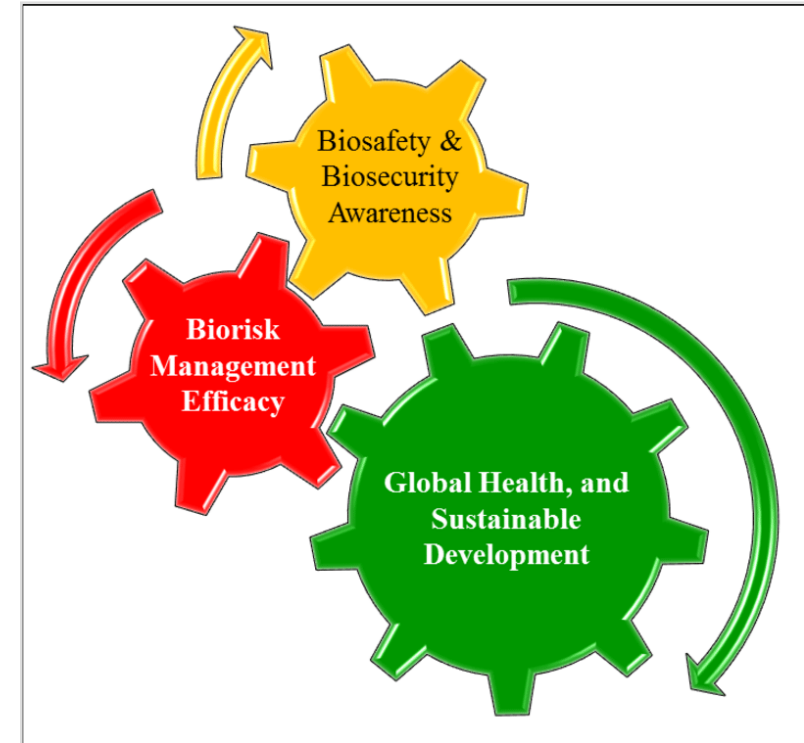 Biosafety &
Biosecurity
Awareness
Biorisk
Management
Efficacy
Global Health, and
Sustainable
Development